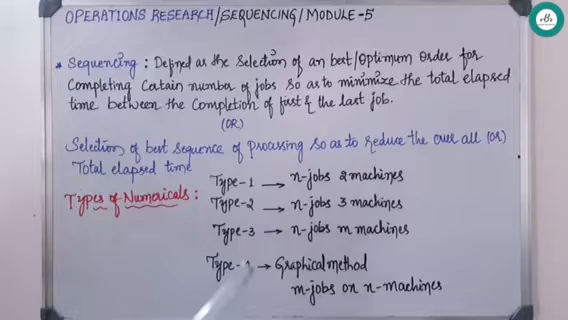 OPERATIONS RESEARCH/SEQUENCING/MODULE-5
Sequencing: Defined as the Selection of an best/Optimum Order for
Completing Certain number of jobs So as to minimize the total elapsed
time between the Completion of first & the last job.
(OR)
Selection of best Sequence of processing So as to reduce the over all (OR)
Total elapsed time
Types of Numericals:
Type-1 → n-jobs 2 machines
Type-2 → n-jobs 3 machines
Type-3 → n-jobs m machines
Type- → Graphical method
m-jobs on n-machines